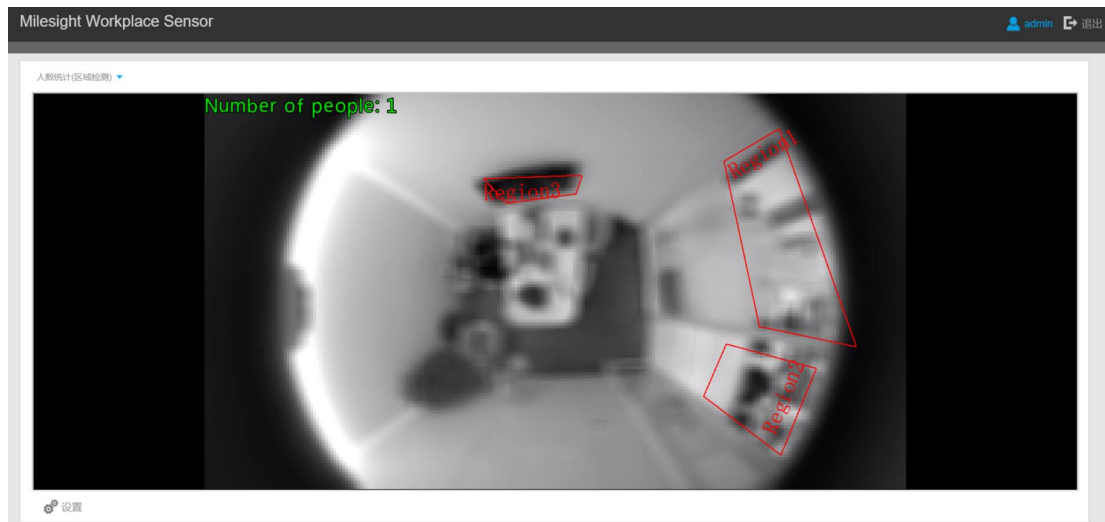 Milesight Workplace Sensor
admin 退出
人数统计(区域检测)
Number of people: 1
Region1
Region3
Region2
设置